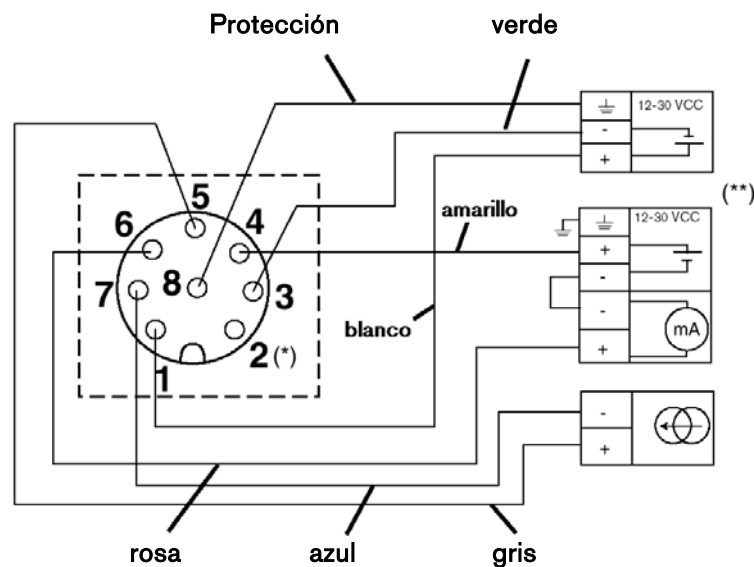 Protección verde
12-30 VCC
-
+
5
6 4 amarillo
12-30 VCC (**)
+
-
7 8 3
blanco
-
mA
2 (*)
+
1
-
+
rosa azul gris